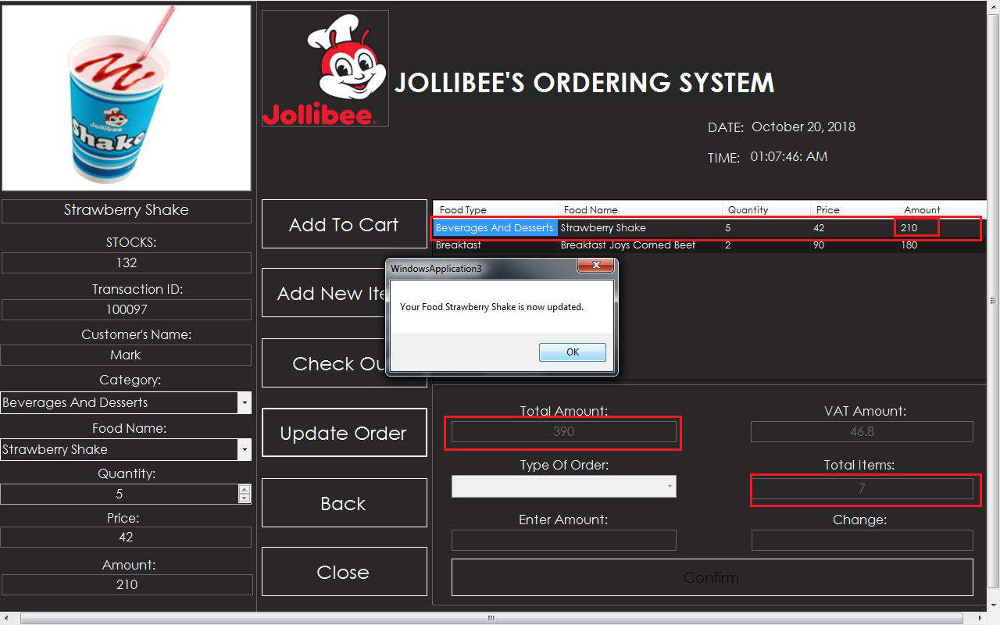 Jollibee
Shake
Jollibee.
JOLLIBEE'S ORDERING SYSTEM
DATE: October 20, 2018
TIME: 01:07:46: AM
Strawberry Shake
STOCKS:
132
Transaction ID:
100097
Customer's Name:
Mark
Category:
Beverages And Desserts
Food Name:
Strawberry Shake
Quantity:
5
Price:
42
Amount:
210
Add To Cart
Add New Ite
Check Ou
Update Order
Back
Close
Food Type Food Name Quantity Price Amount
Beverages And Desserts Strawberry Shake 5 42 210
Breakfast Breakfast Joys Corned Beef 2 90 180
WindowsApplication3
Your Food Strawberry Shake is now updated.
OK
Total Amount: VAT Amount:
390 46.8
Type Of Order: Total Items:
7
Enter Amount: Change:
Confirm